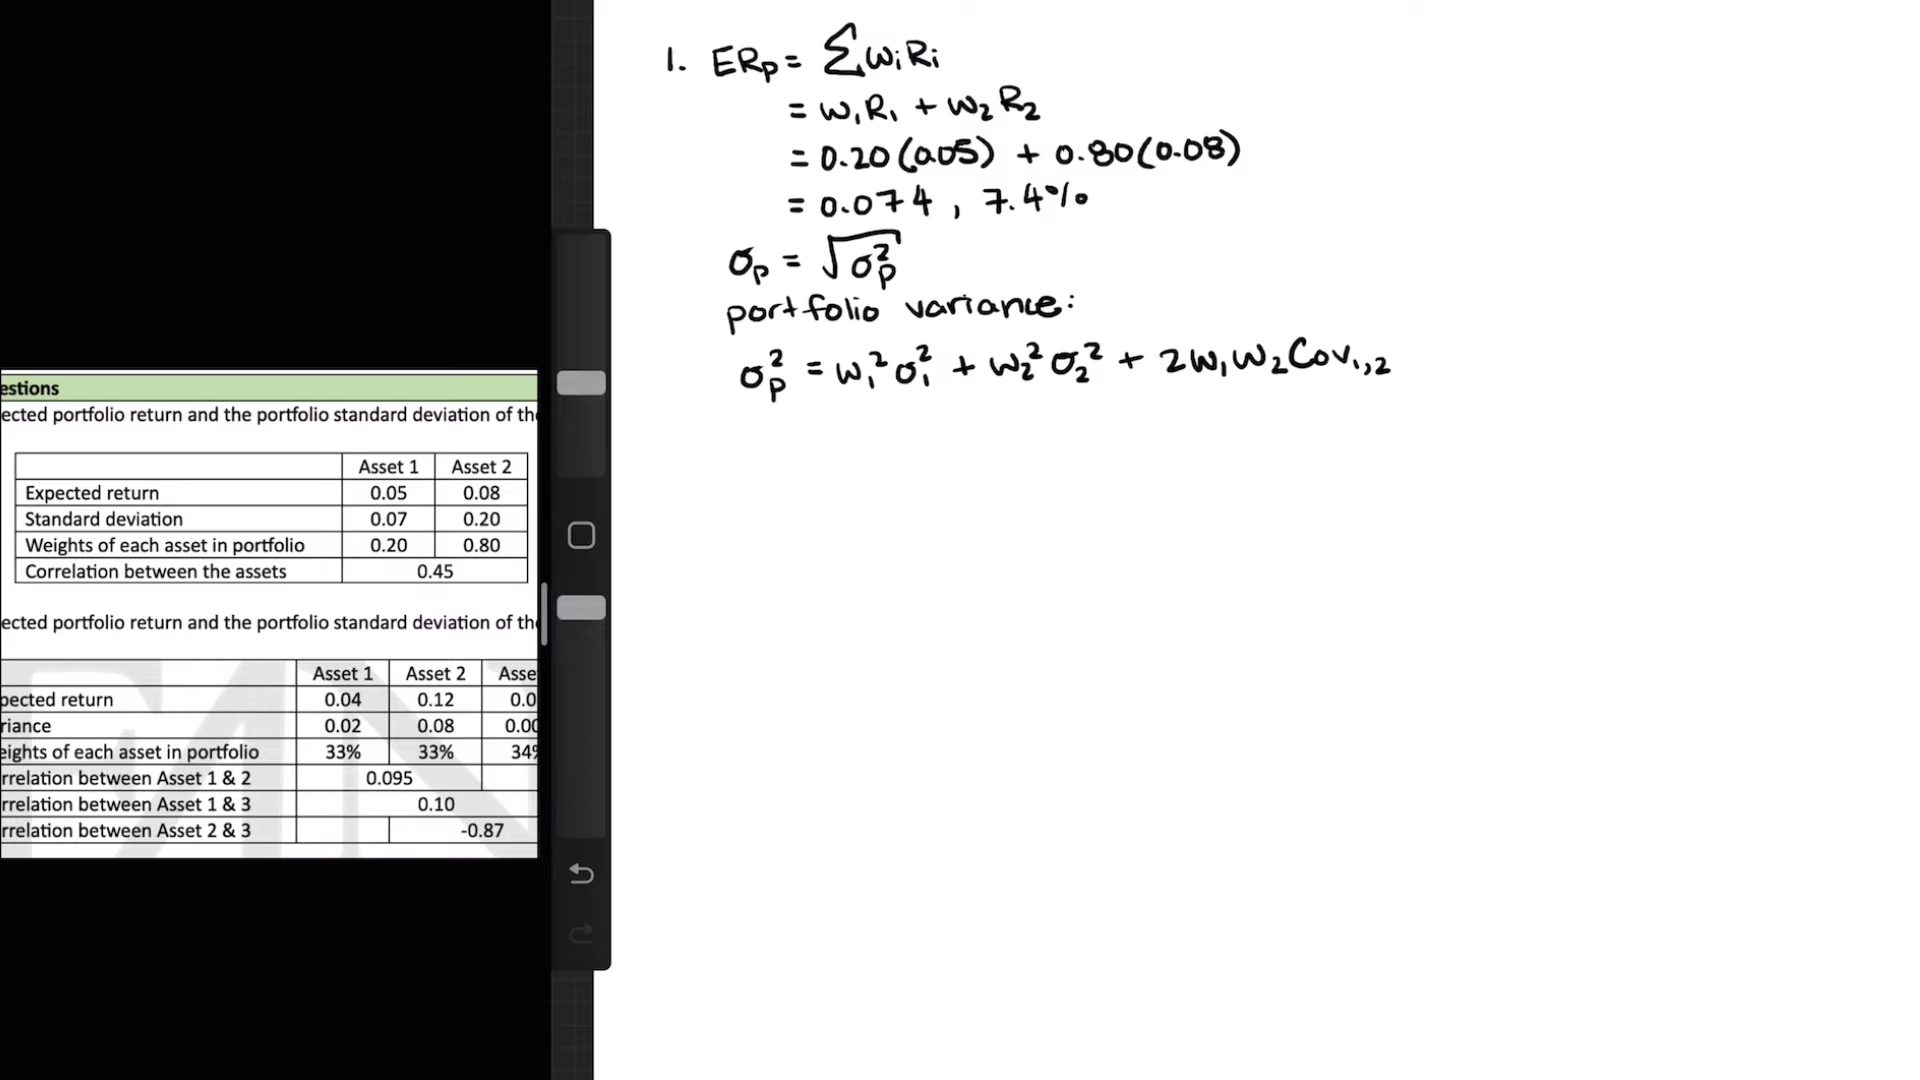 estions
ected portfolio return and the portfolio standard deviation of th
Asset 1 Asset 2
Expected return 0.05 0.08
Standard deviation 0.07 0.20
Weights of each asset in portfolio 0.20 0.80
Correlation between the assets 0.45
ected portfolio return and the portfolio standard deviation of th
Asset 1 Asset 2 Asse
pected return 0.04 0.12 0.0
riance 0.02 0.08 0.00
eights of each asset in portfolio 33% 33% 34%
rrelation between Asset 1 & 2 0.095
rrelation between Asset 1 & 3 0.10
rrelation between Asset 2 & 3 -0.87
1. ERp = ΣwᵢRᵢ
= w₁R₁ + w₂R₂
= 0.20(0.05) + 0.80(0.08)
= 0.074 , 7.4%
σp = √σp²
portfolio variance:
σp² = w₁²σ₁² + w₂²σ₂² + 2w₁w₂Cov₁,₂